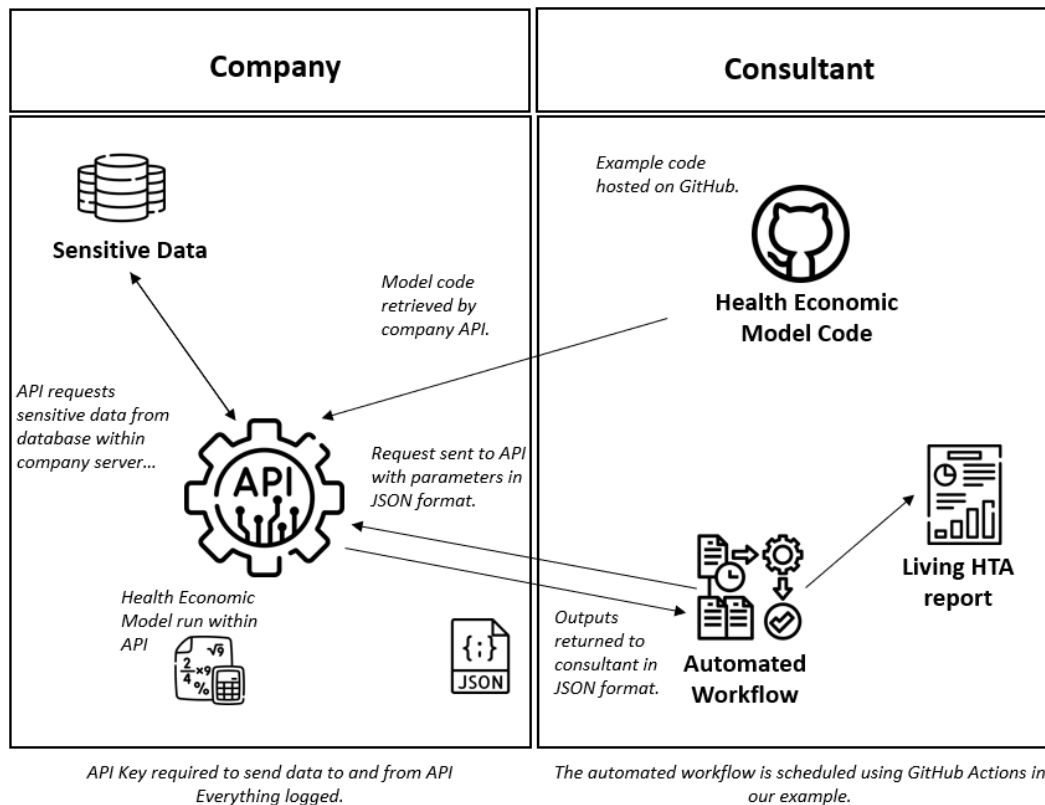 Company
Consultant
Sensitive Data
Example code
hosted on GitHub.
Health Economic
Model Code
Model code
retrieved by
company API.
API requests
sensitive data from
database within
company server…
API
Request sent to API
with parameters in
JSON format.
Living HTA
report
Health Economic
Model run within
API
√9
2
4
×9
%
{;}
JSON
Outputs
returned to
consultant in
JSON format.
Automated
Workflow
API Key required to send data to and from API
Everything logged.
The automated workflow is scheduled using GitHub Actions in
our example.